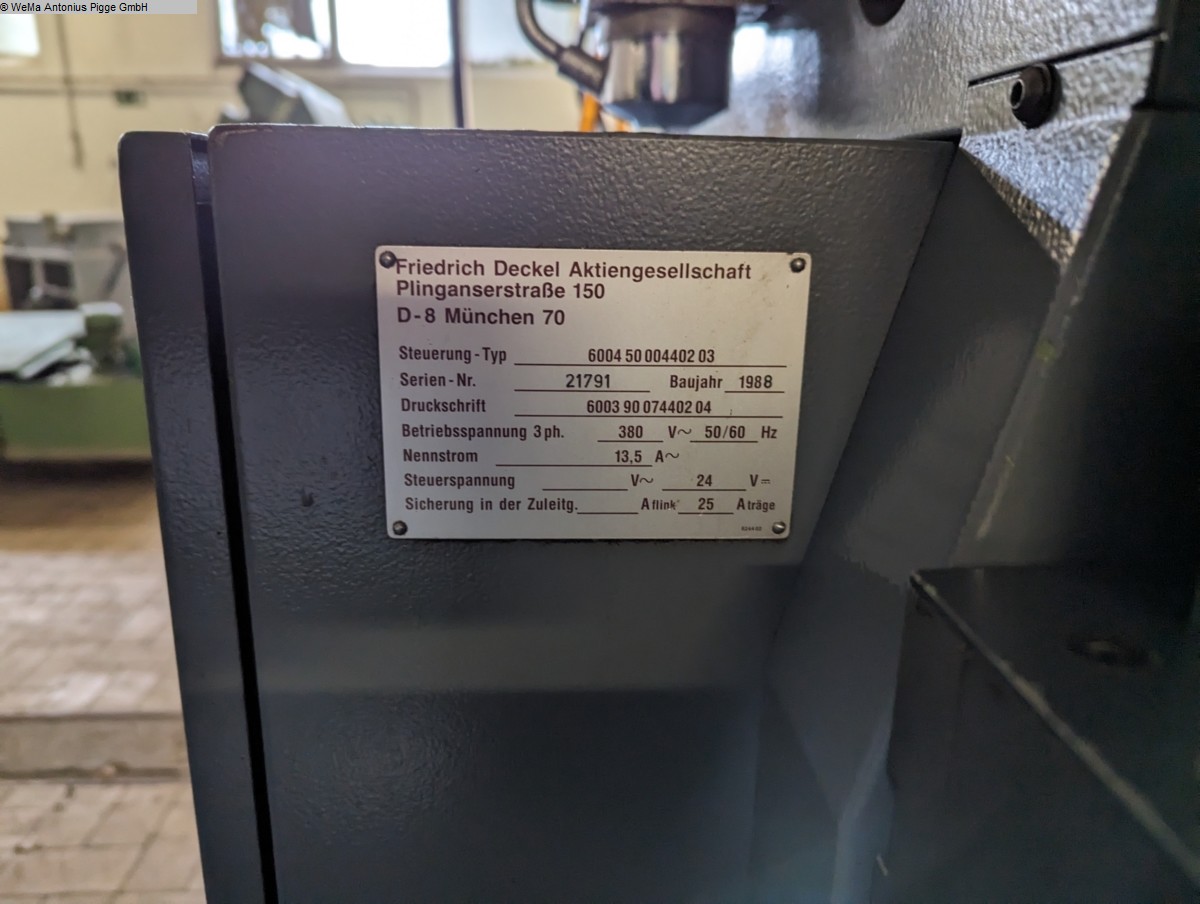 © WeMa Antonius Pigge GmbH
Friedrich Deckel Aktiengesellschaft
Plinganserstraße 150
D-8 München 70
Steuerung-Typ 6004 50 004402 03
Serien-Nr. 21791 Baujahr 1988
Druckschrift 6003 90 074402 04
Betriebsspannung 3 ph. 380 V~ 50/60 Hz
Nennstrom 13,5 A~
Steuerspannung V~ 24 V⎓
Sicherung in der Zuleitg. A flink 25 A träge